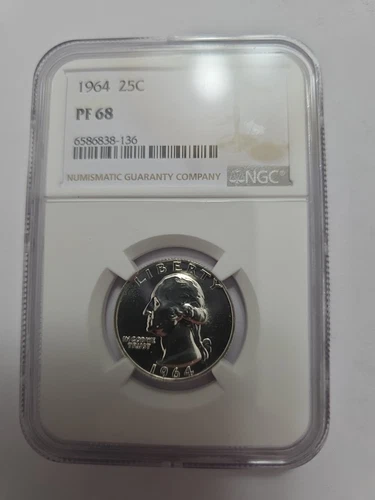 1964 25C
PF 68
6586838-136
NUMISMATIC GUARANTY COMPANY
NGC®
LIBERTY
IN GOD WE
TRUST
1964